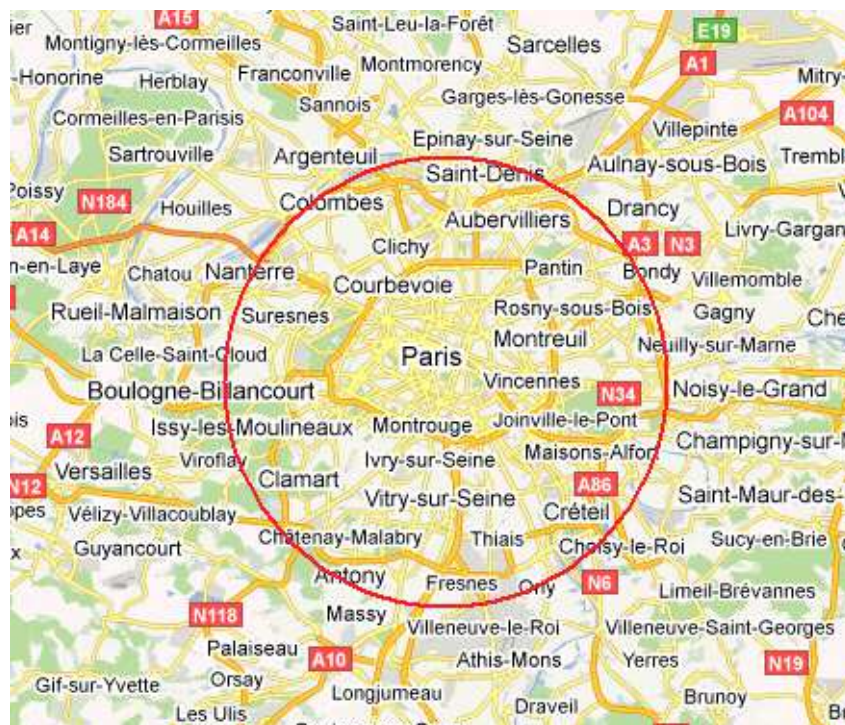 A15
Saint-Leu-la-Forêt
E19
Montigny-lès-Cormeilles
Sarcelles
Montmorency
A1
-Honorine
Herblay
Franconville
Mitry-
Sannois
Garges-lès-Gonesse
A104
Cormeilles-en-Parisis
Epinay-sur-Seine
Villepinte
Sartrouville
Argenteuil
Aulnay-sous-Bois
Trembl
Saint-Denis
Poissy
N184
Houilles
Colombes
Aubervilliers
Drancy
A14
Clichy
A3
N3
Livry-Gargan
n-en-Laye
Chatou
Nanterre
Pantin
Bondy
Villemomble
Courbevoie
Rueil-Malmaison
Suresnes
Rosny-sous-Bois
Gagny
Che
La Celle-Saint-Cloud
Paris
Montreuil
Neuilly-sur-Marne
Boulogne-Billancourt
Vincennes
N34
Noisy-le-Grand
Issy-les-Moulineaux
Montrouge
Joinville-le-Pont
A12
Champigny-sur-M
Versailles
Viroflay
Ivry-sur-Seine
Maisons-Alfort
N12
Clamart
Vitry-sur-Seine
A86
Saint-Maur-des-
opes
Vélizy-Villacoublay
Créteil
Guyancourt
Châtenay-Malabry
Thiais
Choisy-le-Roi
Sucy-en-Brie
Antony
Fresnes
Orly
N6
Limeil-Brévannes
N118
Massy
Villeneuve-le-Roi
Villeneuve-Saint-Georges
Palaiseau
A10
Athis-Mons
Yerres
N19
Gif-sur-Yvette
Orsay
Longjumeau
Brunoy
Les Ulis
Draveil